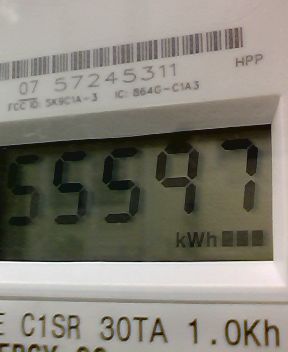 07 57245311
HPP
FCC ID: SK9C1A-3 IC: 864G-C1A3
55597
kWh
E C1SR 30TA 1.0Kh